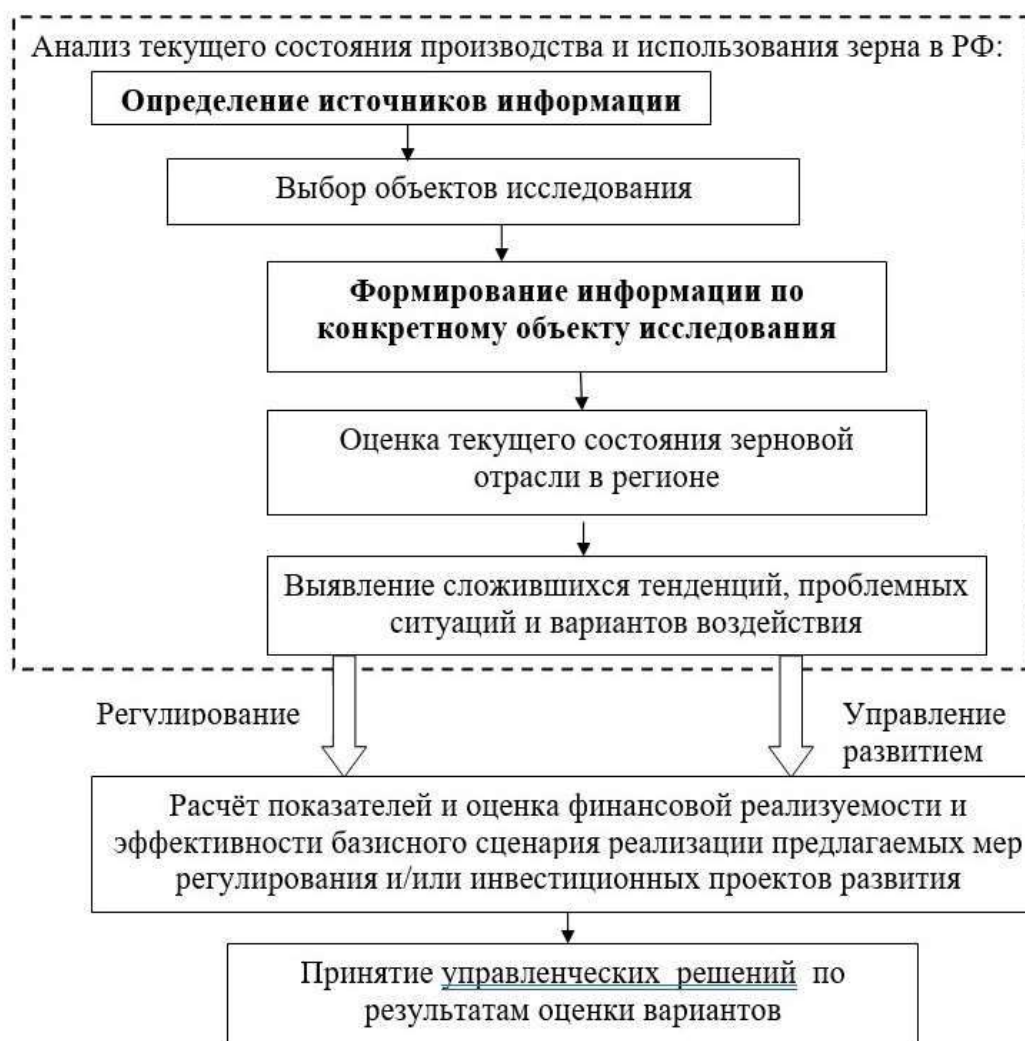 Анализ текущего состояния производства и использования зерна в РФ:
Определение источников информации
Выбор объектов исследования
Формирование информации по
конкретному объекту исследования
Оценка текущего состояния зерновой
отрасли в регионе
Выявление сложившихся тенденций, проблемных
ситуаций и вариантов воздействия
Регулирование
Управление
развитием
Расчёт показателей и оценка финансовой реализуемости и
эффективности базисного сценария реализации предлагаемых мер
регулирования и/или инвестиционных проектов развития
Принятие управленческих решений по
результатам оценки вариантов